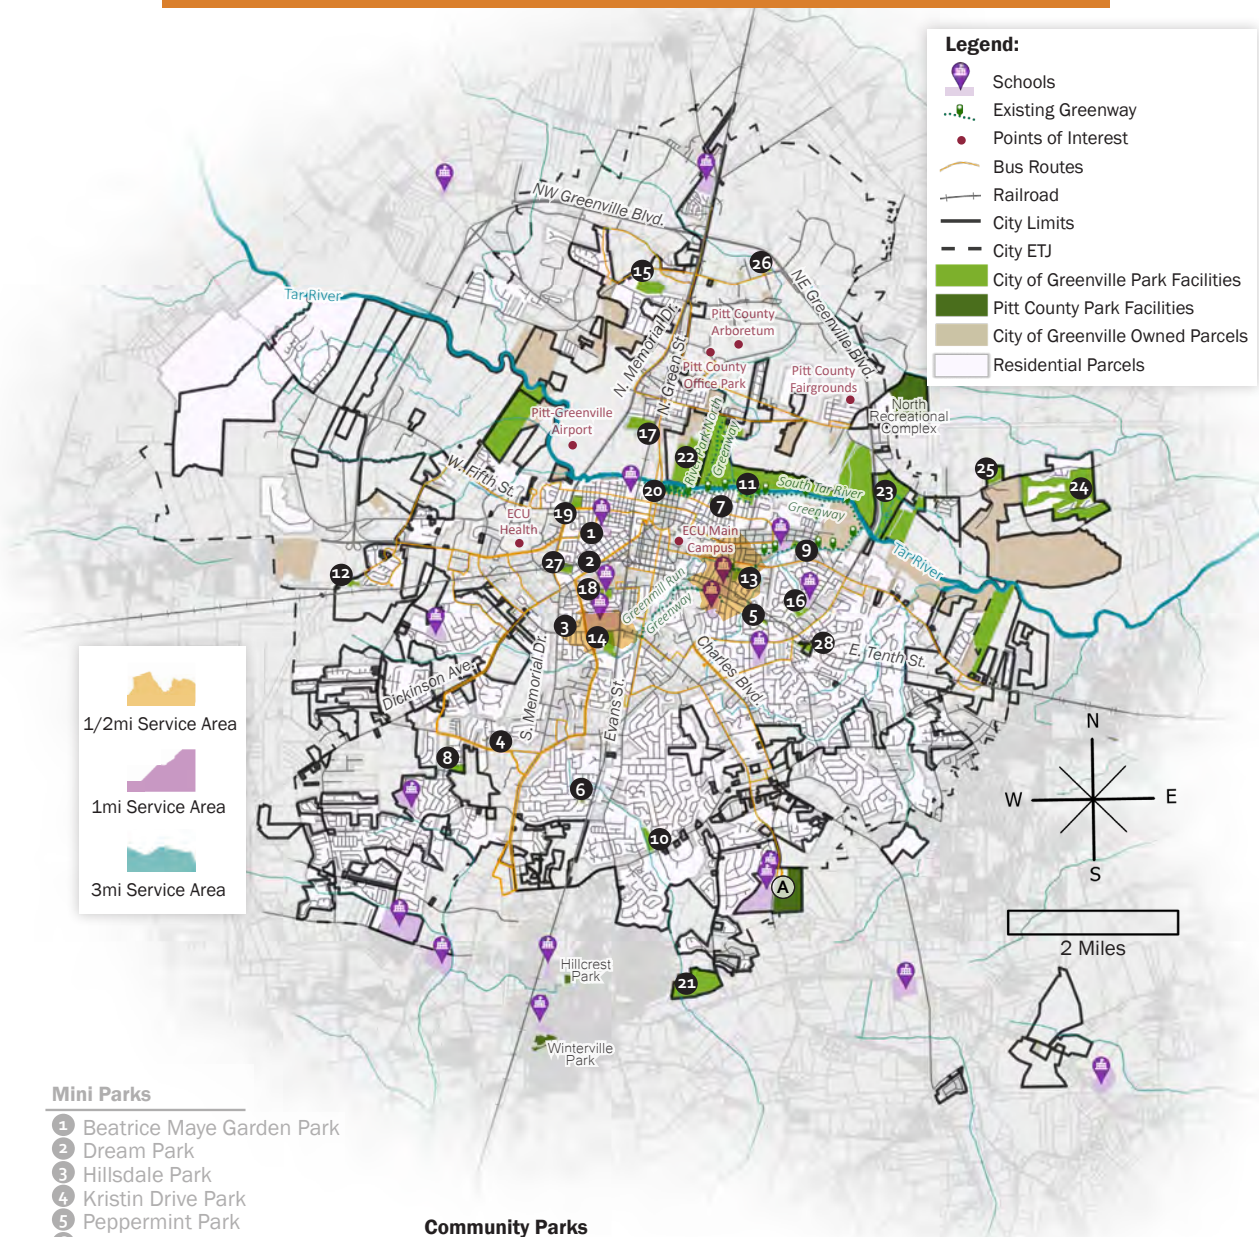 Legend:
Schools
Existing Greenway
Points of Interest
Bus Routes
Railroad
City Limits
City ETJ
City of Greenville Park Facilities
Pitt County Park Facilities
City of Greenville Owned Parcels
Residential Parcels
NW Greenville Blvd.
26
15
NE Greenville Blvd.
Tar River
N. Memorial Dr.
Pitt County
Arboretum
N. Green St.
Pitt County
Office Park
Pitt County
Fairgrounds
North
Recreational
Complex
Pitt-Greenville
Airport
17
River Park North
Greenway
22
W. Fifth St.
25
24
20
11
South Tar River
Greenway
23
7
19
ECU
Health
1
ECU Main
Campus
9
Tar River
27
2
12
18
13
Greenmill Run
Greenway
16
5
3
14
28
E. Tenth St.
Charles Blvd.
Dickinson Ave.
S. Memorial Dr.
Evans St.
1/2mi Service Area
1mi Service Area
3mi Service Area
4
8
6
10
A
N
W
E
S
2 Miles
Hillcrest
Park
21
Winterville
Park
Mini Parks
1 Beatrice Maye Garden Park
2 Dream Park
3 Hillsdale Park
4 Kristin Drive Park
5 Peppermint Park
Community Parks